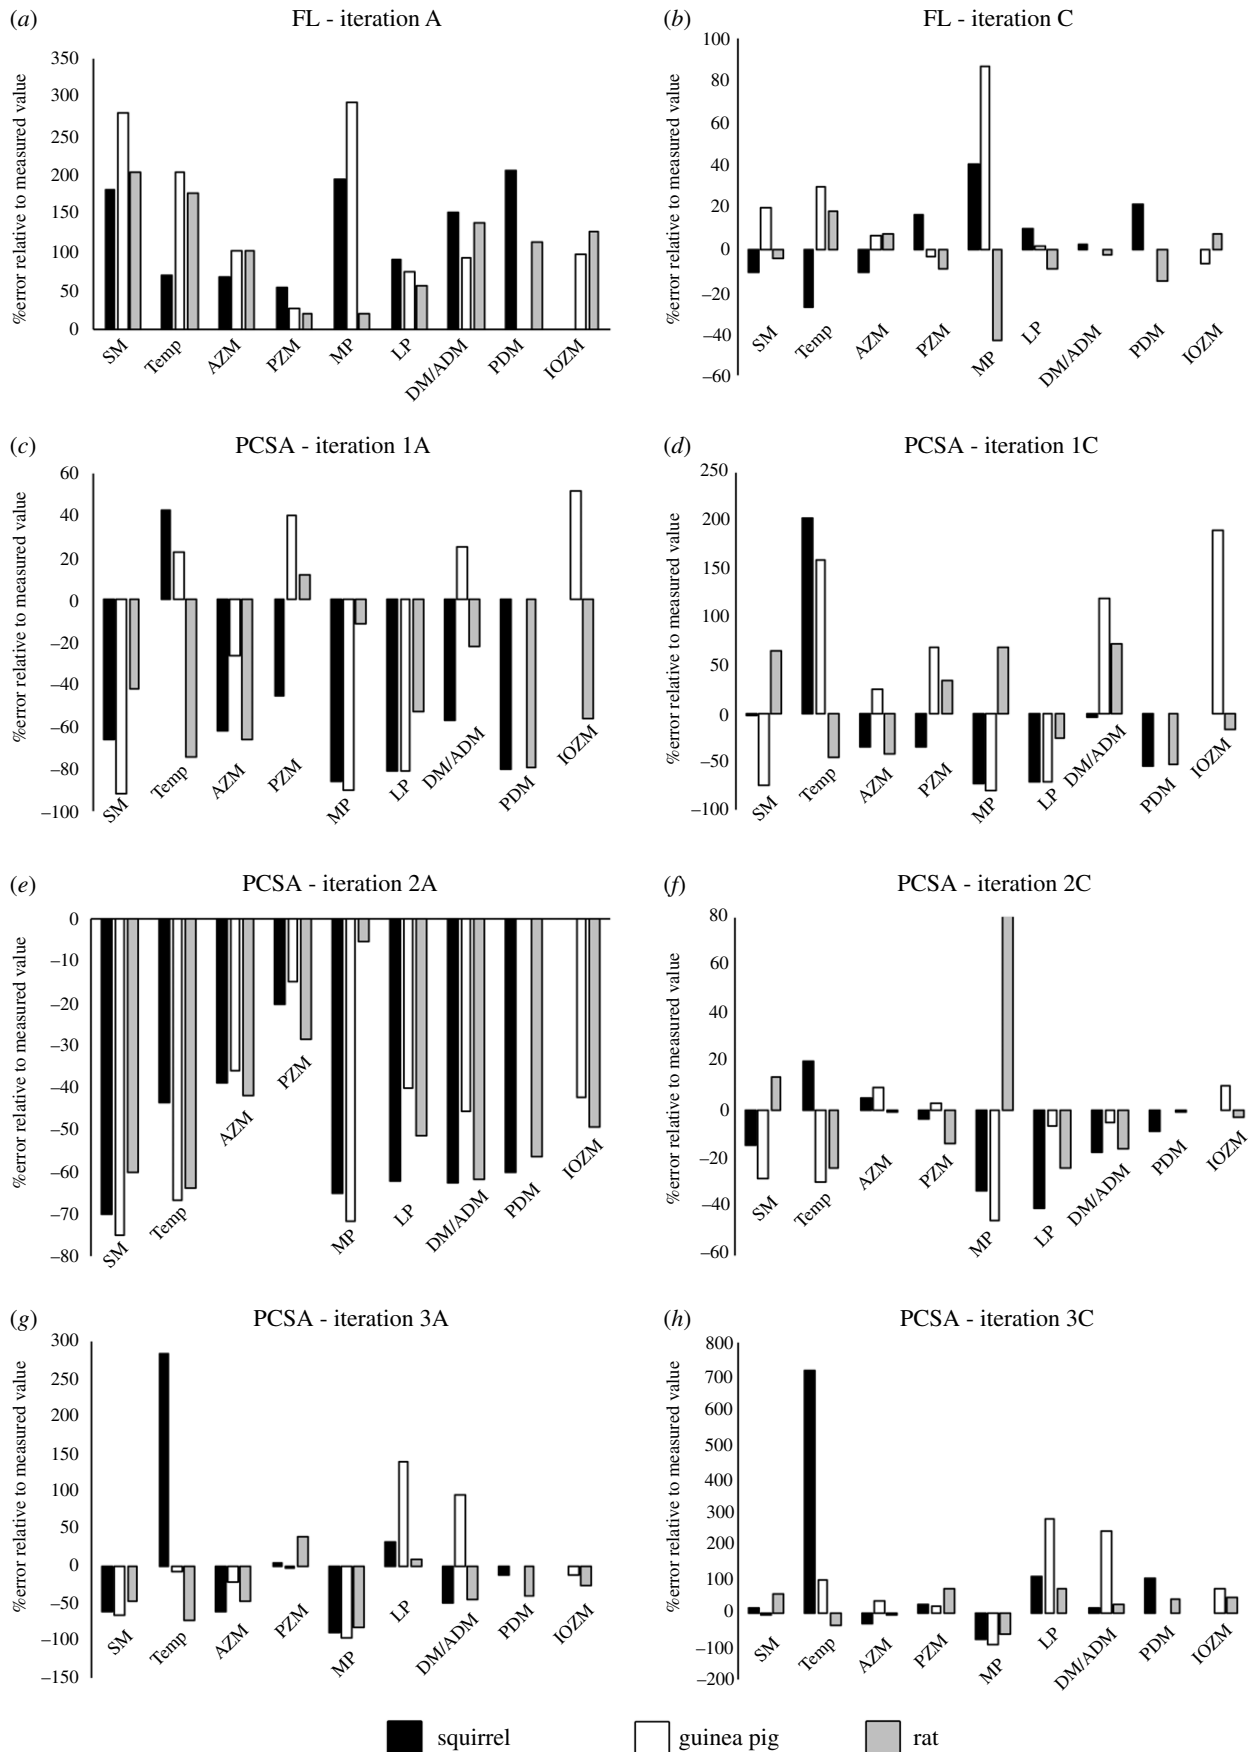 (a) FL - iteration A
%error relative to measured value
350
300
250
200
150
100
50
0
SM Temp AZM PZM MP LP DM/ADM PDM IOZM
(b) FL - iteration C
%error relative to measured value
100
80
60
40
20
0
–20
–40
–60
SM Temp AZM PZM MP LP DM/ADM PDM IOZM
(c) PCSA - iteration 1A
%error relative to measured value
60
40
20
0
–20
–40
–60
–80
–100
SM Temp AZM PZM MP LP DM/ADM PDM IOZM
(d) PCSA - iteration 1C
%error relative to measured value
250
200
150
100
50
0
–50
–100
SM Temp AZM PZM MP LP DM/ADM PDM IOZM
(e) PCSA - iteration 2A
%error relative to measured value
0
–10
–20
–30
–40
–50
–60
–70
–80
SM Temp AZM PZM MP LP DM/ADM PDM IOZM
(f) PCSA - iteration 2C
%error relative to measured value
80
60
40
20
0
–20
–40
–60
SM Temp AZM PZM MP LP DM/ADM PDM IOZM
(g) PCSA - iteration 3A
%error relative to measured value
300
250
200
150
100
50
0
–50
–100
–150
SM Temp AZM PZM MP LP DM/ADM PDM IOZM
(h) PCSA - iteration 3C
%error relative to measured value
800
700
600
500
400
300
200
100
0
–100
–200
SM Temp AZM PZM MP LP DM/ADM PDM IOZM
squirrel guinea pig rat